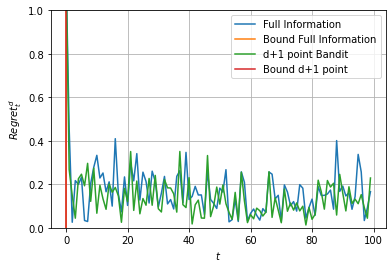 1.0
0.8
0.6
0.4
0.2
0.0
Regret_t^d
Full Information
Bound Full Information
d+1 point Bandit
Bound d+1 point
0
20
40
60
80
100
t